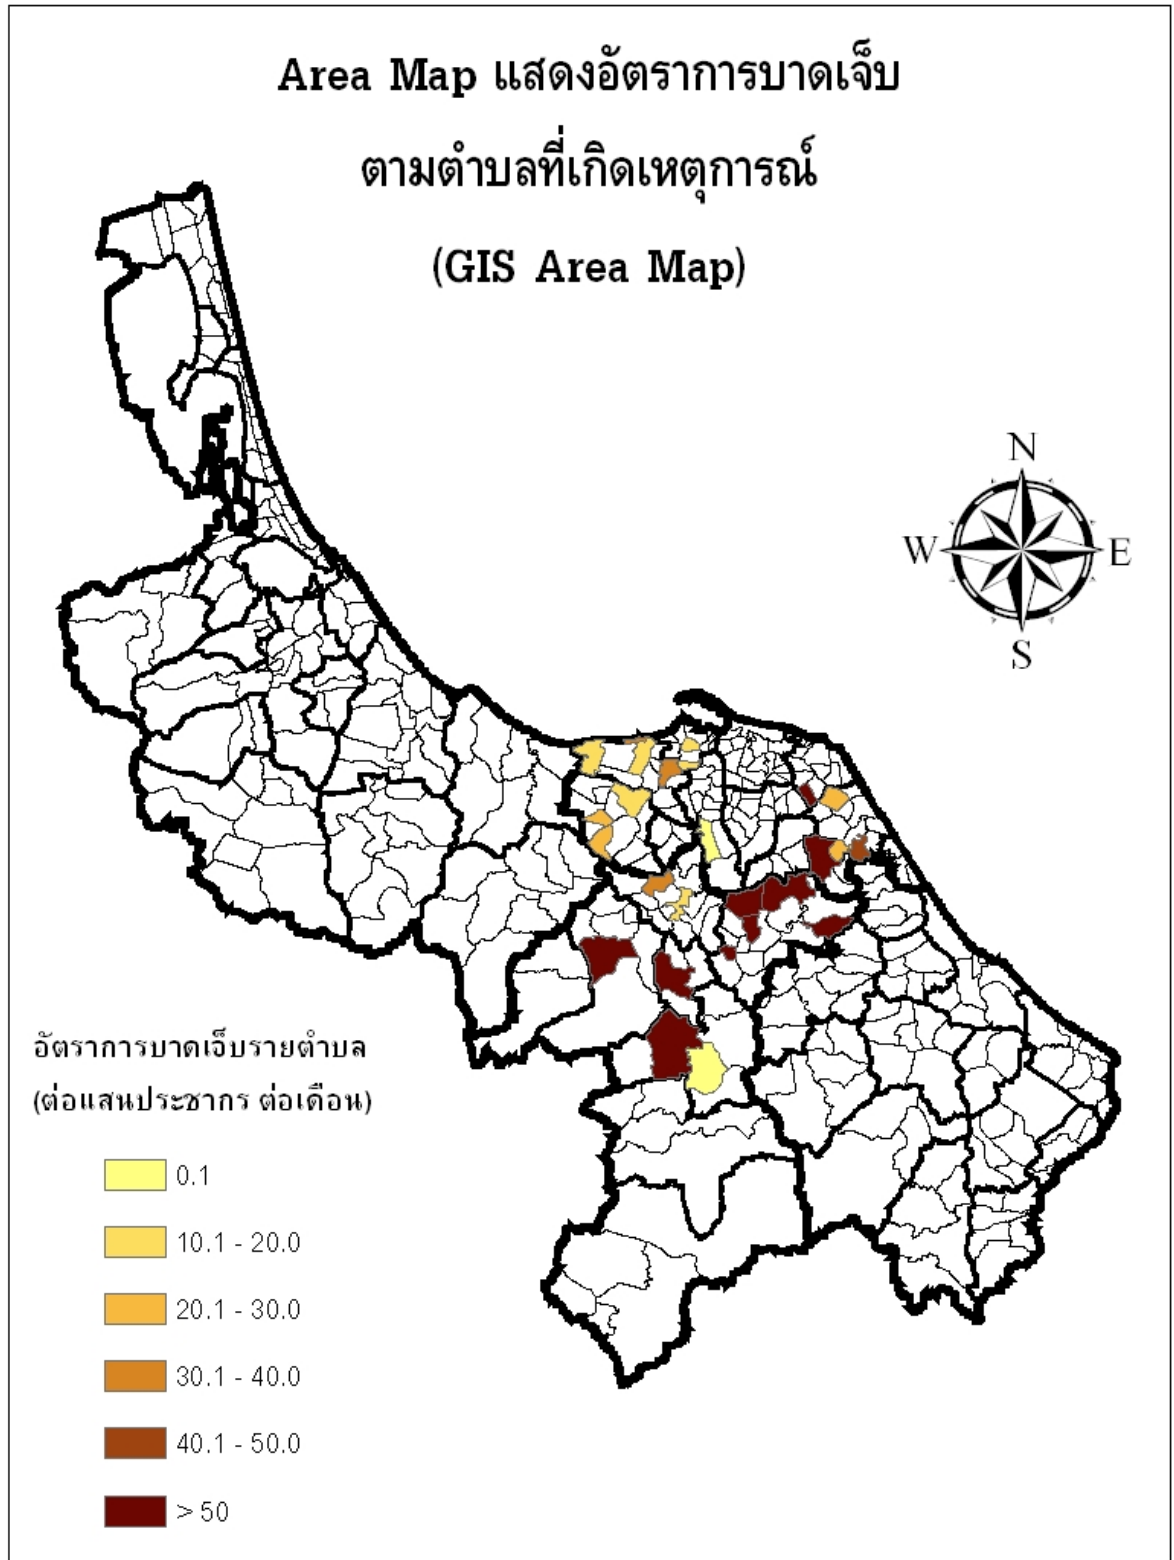 Area Map แสดงอัตราการบาดเจ็บ
ตามตำบลที่เกิดเหตุการณ์
(GIS Area Map)
N
W
E
S
อัตราการบาดเจ็บรายตำบล
(ต่อแสนประชากร ต่อเดือน)
0.1
10.1 - 20.0
20.1 - 30.0
30.1 - 40.0
40.1 - 50.0
> 50